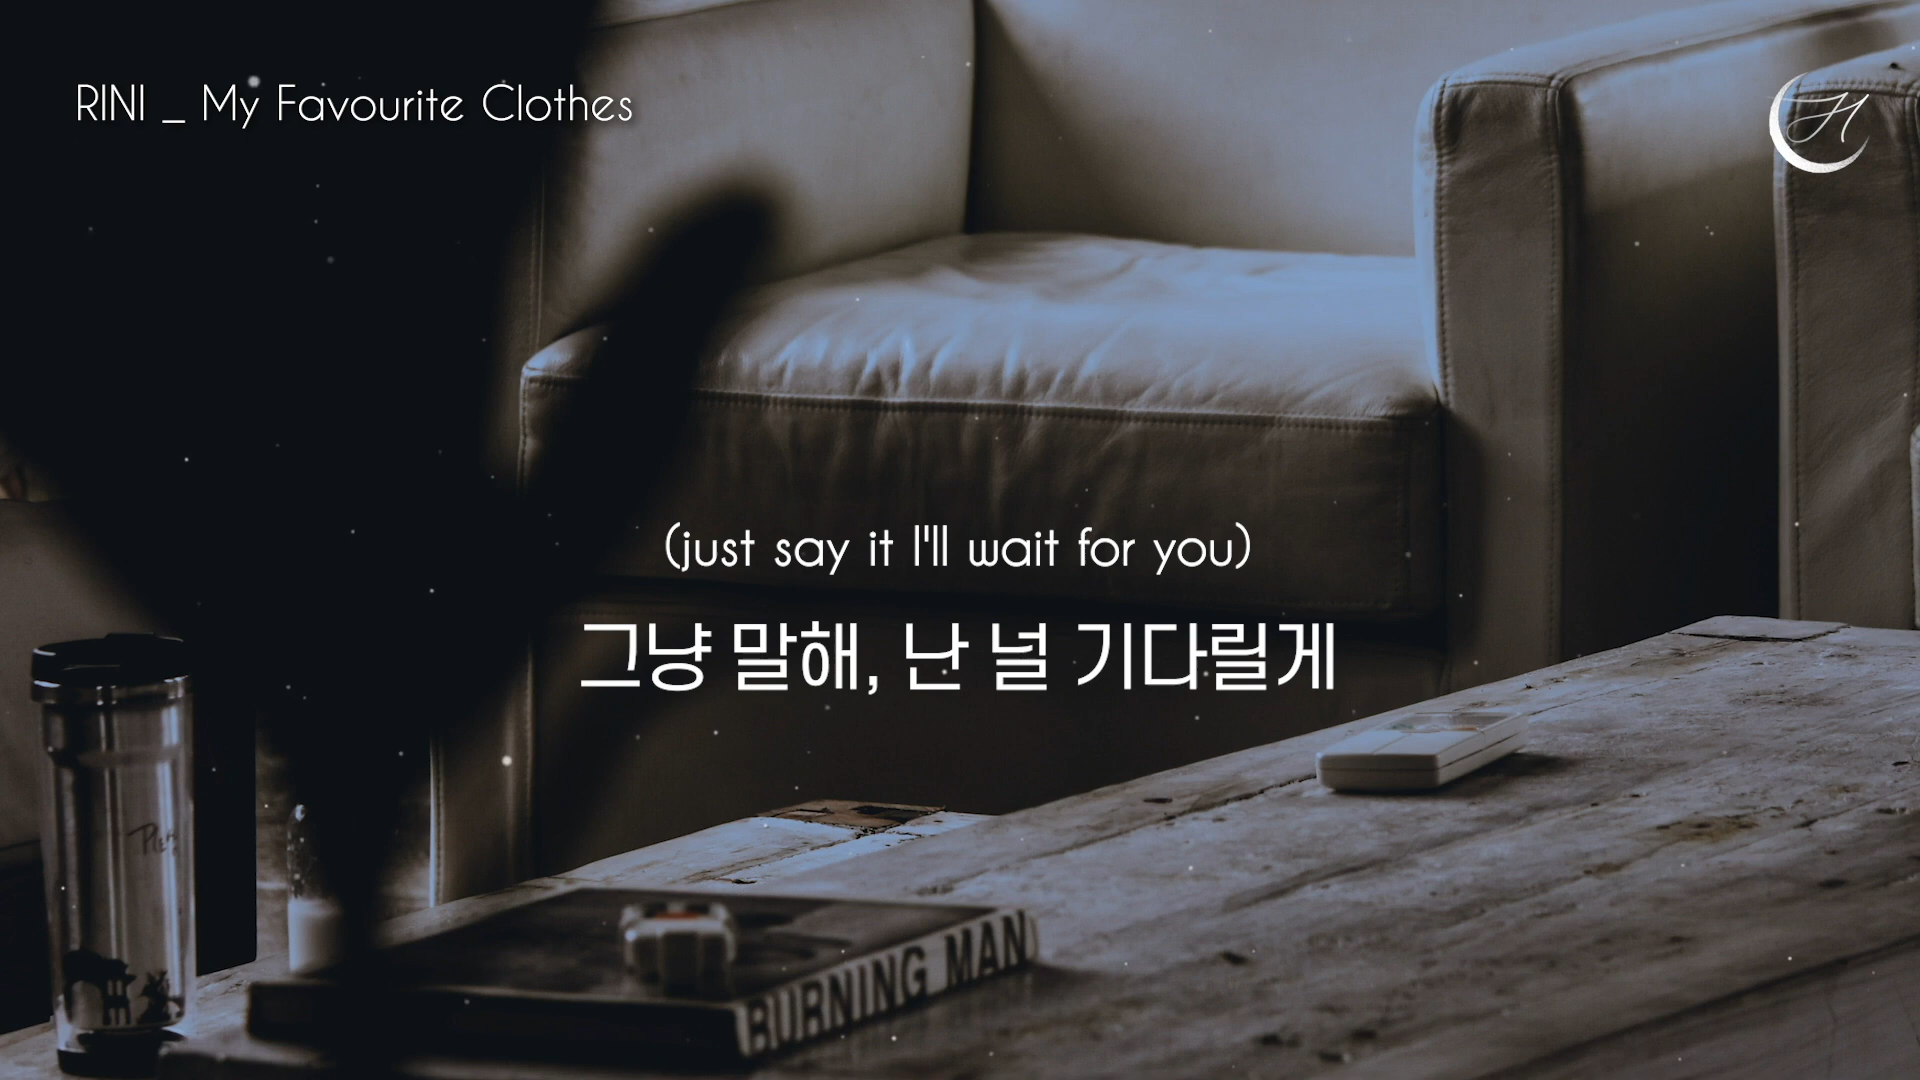 RINI _ My Favourite Clothes
(just say it I'll wait for you)
그냥 말해, 난 널 기다릴게
BURNING MAN